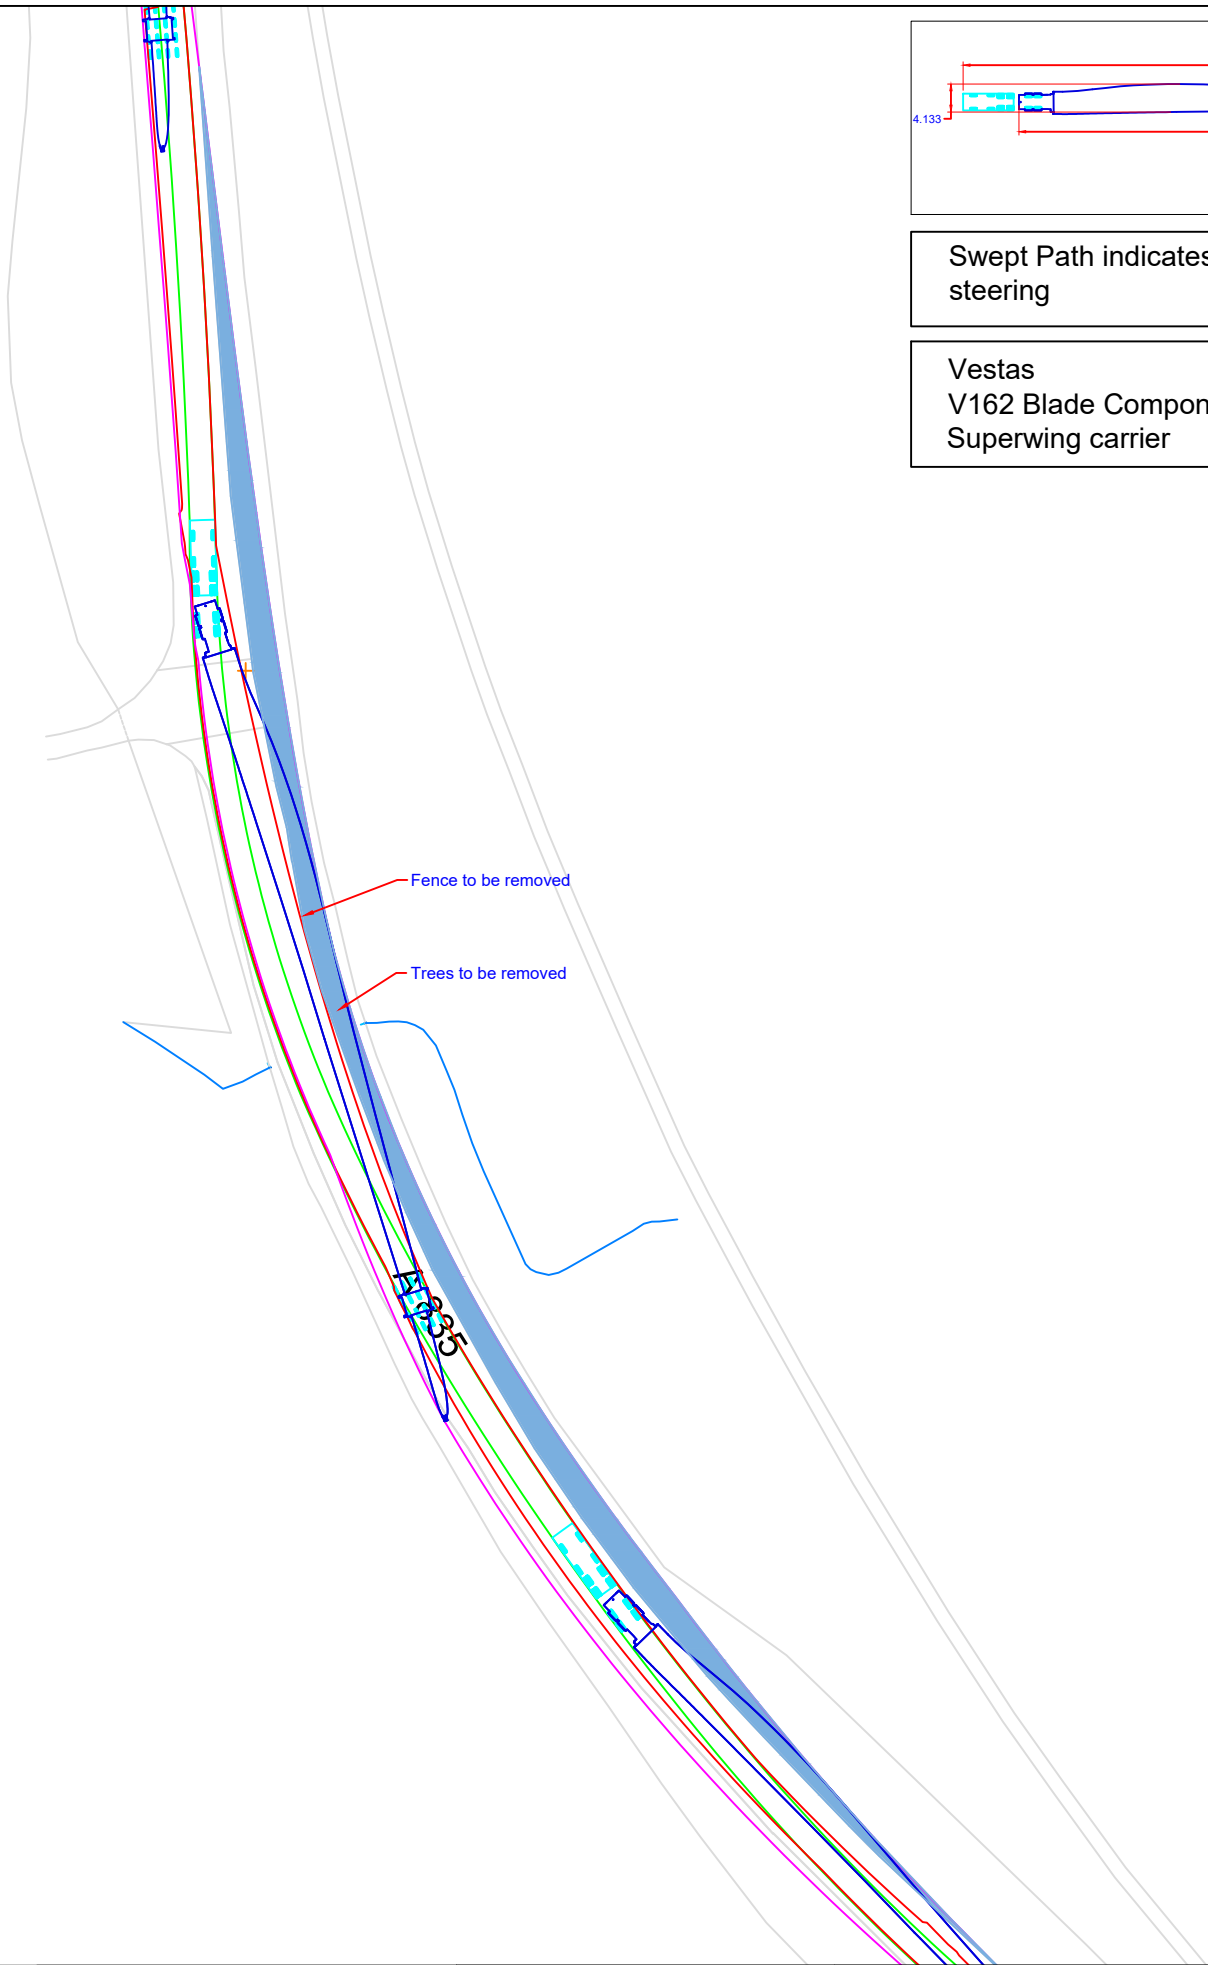 4.133
Swept Path indicates
steering
Vestas
V162 Blade Compon
Superwing carrier
Fence to be removed
Trees to be removed
A835